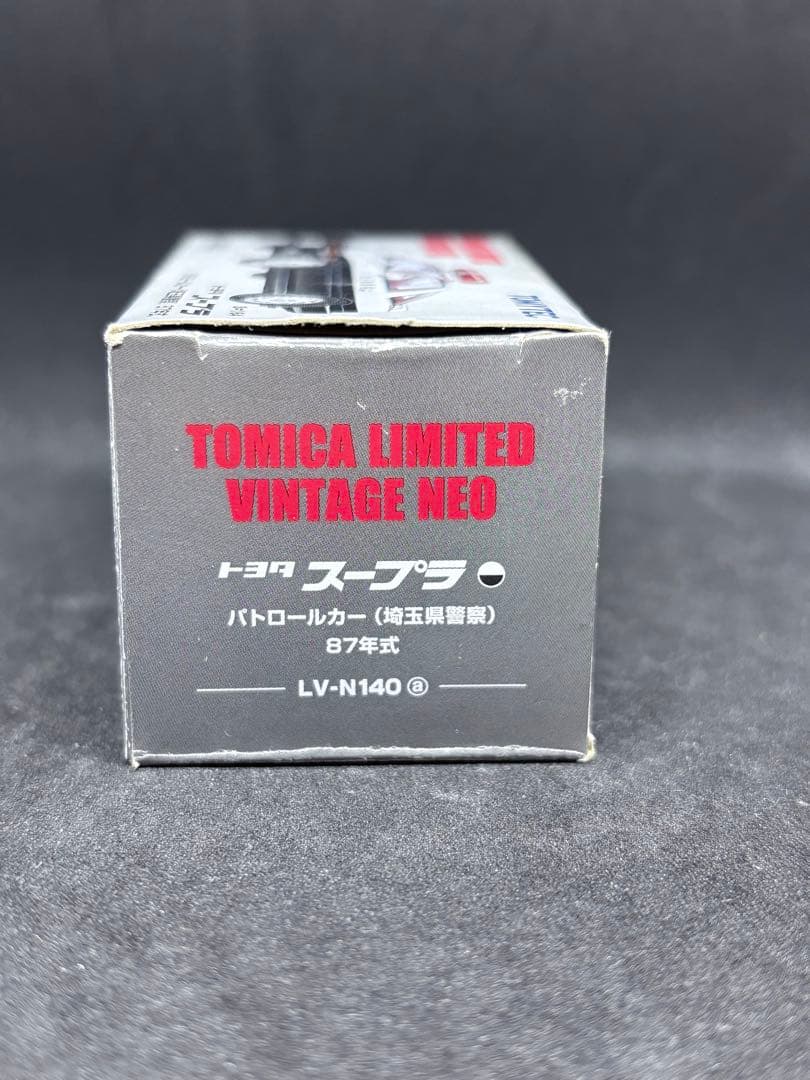 TOMICA LIMITED
VINTAGE NEO
トヨタ スープラ
パトロールカー（埼玉県警察）
87年式
LV-N140 ⓐ